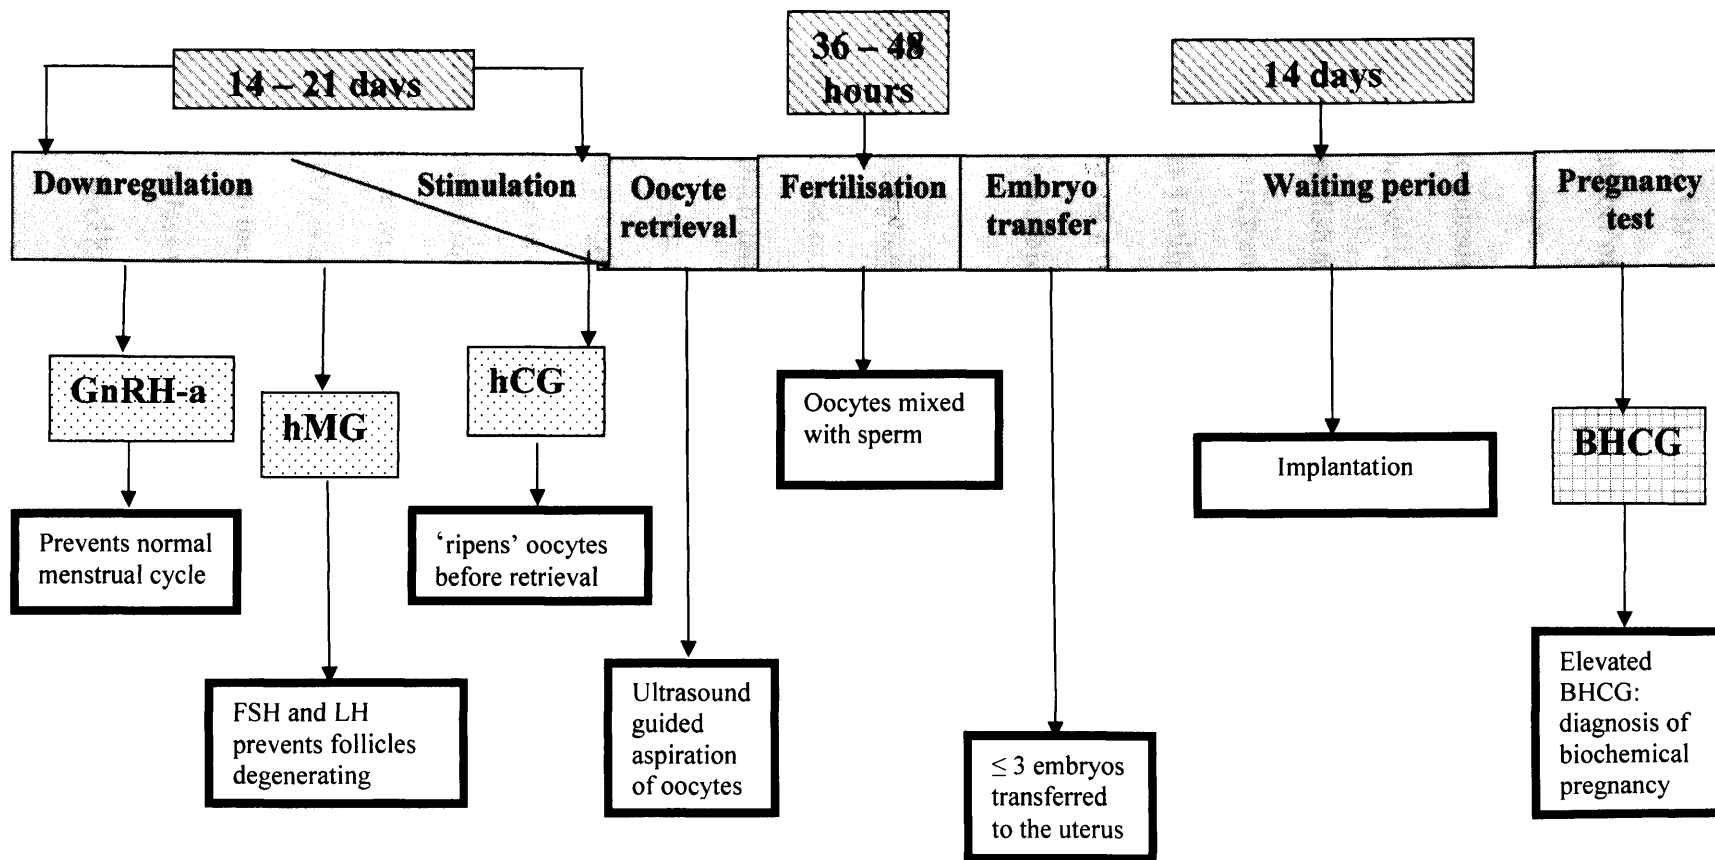 14 – 21 days
36 – 48
hours
14 days
Downregulation
Stimulation
Oocyte
retrieval
Fertilisation
Embryo
transfer
Waiting period
Pregnancy
test
GnRH-a
hMG
hCG
BHCG
Prevents normal
menstrual cycle
FSH and LH
prevents follicles
degenerating
‘ripens’ oocytes
before retrieval
Ultrasound
guided
aspiration
of oocytes
Oocytes mixed
with sperm
≤ 3 embryos
transferred
to the uterus
Implantation
Elevated
BHCG:
diagnosis of
biochemical
pregnancy